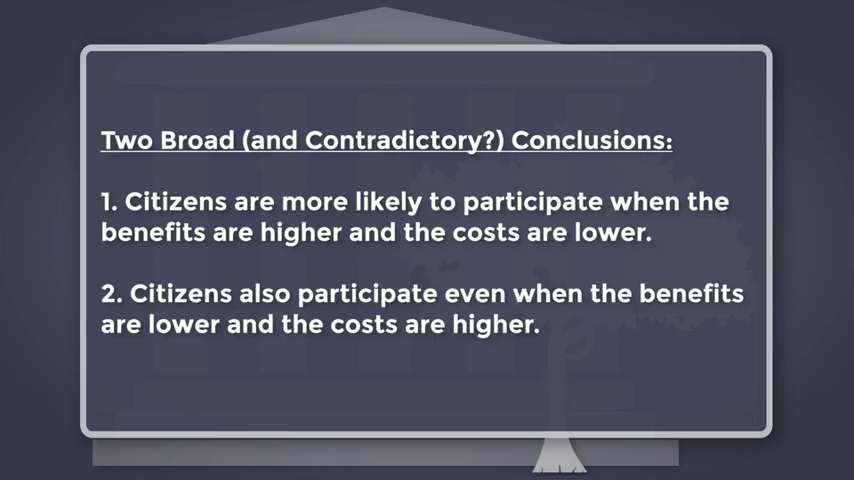 Two Broad (and Contradictory?) Conclusions:
1. Citizens are more likely to participate when the
benefits are higher and the costs are lower.
2. Citizens also participate even when the benefits
are lower and the costs are higher.